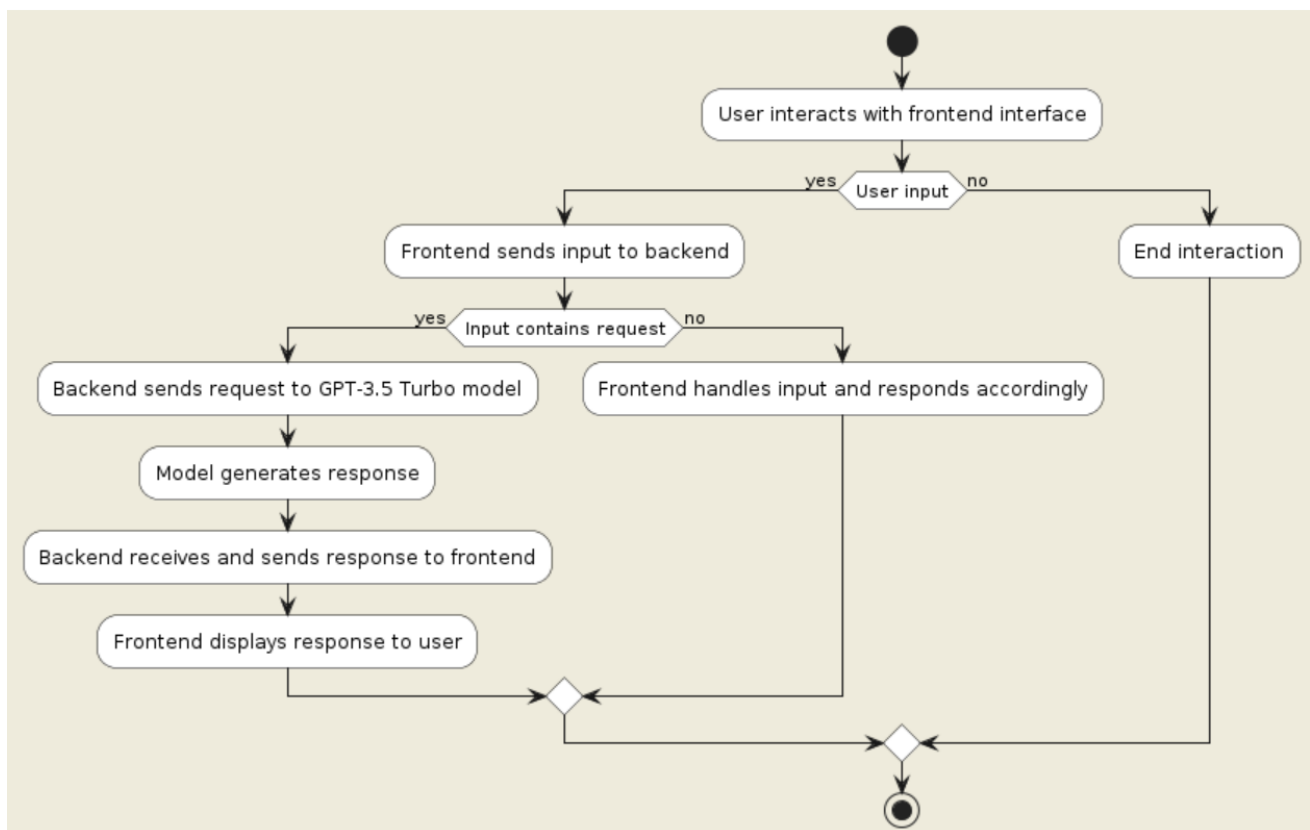 User interacts with frontend interface
yes
User input
no
Frontend sends input to backend
End interaction
yes
Input contains request
no
Backend sends request to GPT-3.5 Turbo model
Frontend handles input and responds accordingly
Model generates response
Backend receives and sends response to frontend
Frontend displays response to user